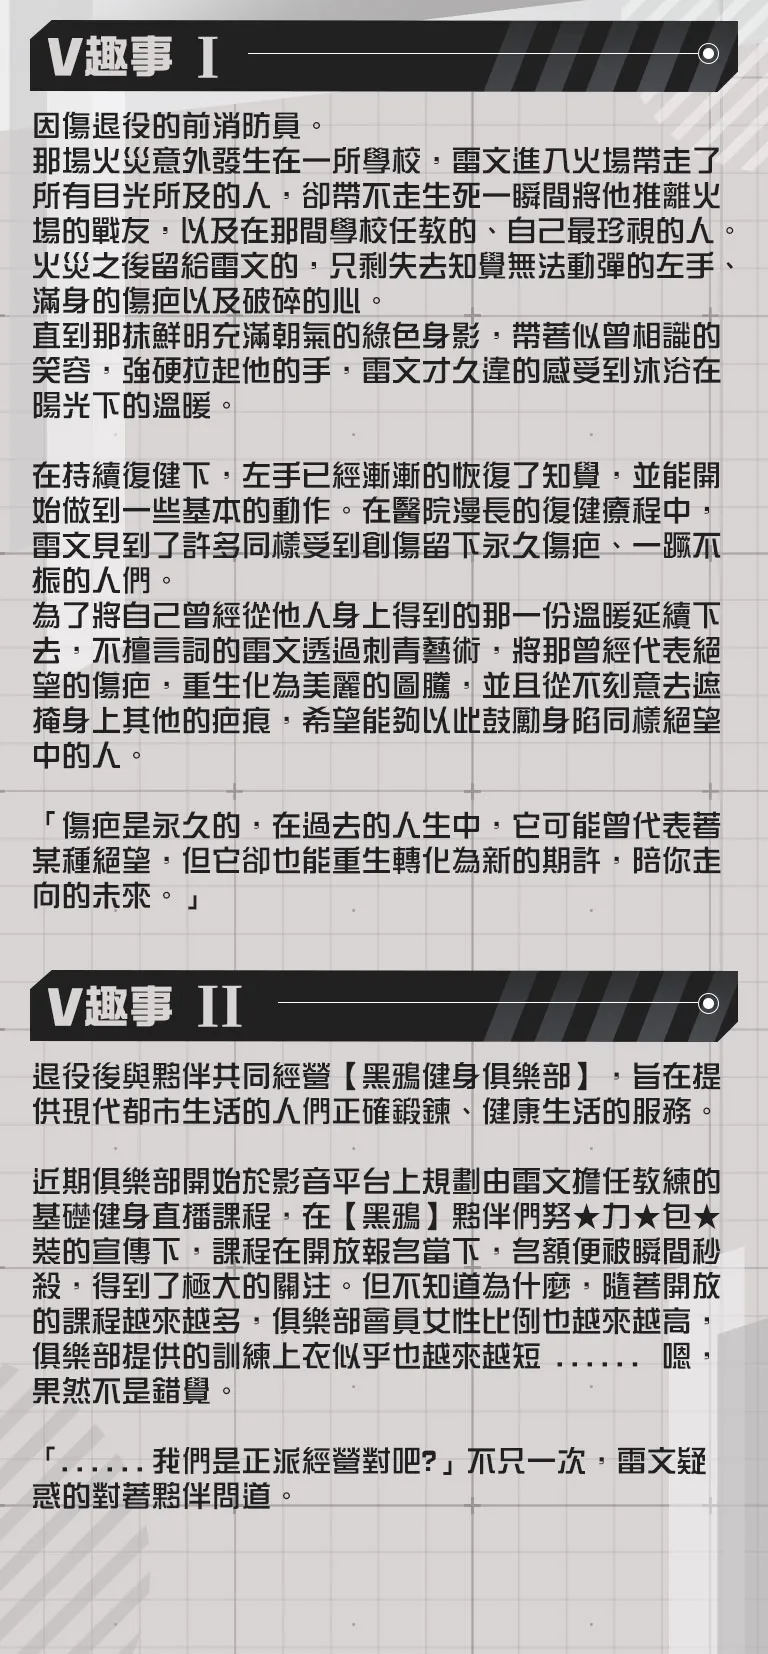 V趣事 I
因傷退役的前消防員。
那場火災意外發生在一所學校，雷文進入火場帶走了
所有目光所及的人，卻帶不走生死一瞬間將他推離火
場的戰友，以及在那間學校任教的、自己最珍視的人。
火災之後留給雷文的，只剩失去知覺無法動彈的左手、
滿身的傷疤以及破碎的心。
直到那抹鮮明充滿朝氣的綠色身影，帶著似曾相識的
笑容，強硬拉起他的手，雷文才久違的感受到沐浴在
陽光下的溫暖。
在持續復健下，左手已經漸漸的恢復了知覺，並能開
始做到一些基本的動作。在醫院漫長的復健療程中，
雷文見到了許多同樣受到創傷留下永久傷疤、一蹶不
振的人們。
為了將自己曾經從他人身上得到的那一份溫暖延續下
去，不擅言詞的雷文透過刺青藝術，將那曾經代表絕
望的傷疤，重生化為美麗的圖騰，並且從不刻意去遮
掩身上其他的疤痕，希望能夠以此鼓勵身陷同樣絕望
中的人。
「傷疤是永久的，在過去的人生中，它可能曾代表著
某種絕望，但它卻也能重生轉化為新的期許，陪你走
向的未來。」
V趣事 II
退役後與夥伴共同經營【黑鴉健身俱樂部】，旨在提
供現代都市生活的人們正確鍛鍊、健康生活的服務。
近期俱樂部開始於影音平台上規劃由雷文擔任教練的
基礎健身直播課程，在【黑鴉】夥伴們努★力★包★
裝的宣傳下，課程在開放報名當下，名額便被瞬間秒
殺，得到了極大的關注。但不知道為什麼，隨著開放
的課程越來越多，俱樂部會員女性比例也越來越高，
俱樂部提供的訓練上衣似乎也越來越短 ...... 嗯，
果然不是錯覺。
「......我們是正派經營對吧?」不只一次，雷文疑
惑的對著夥伴問道。